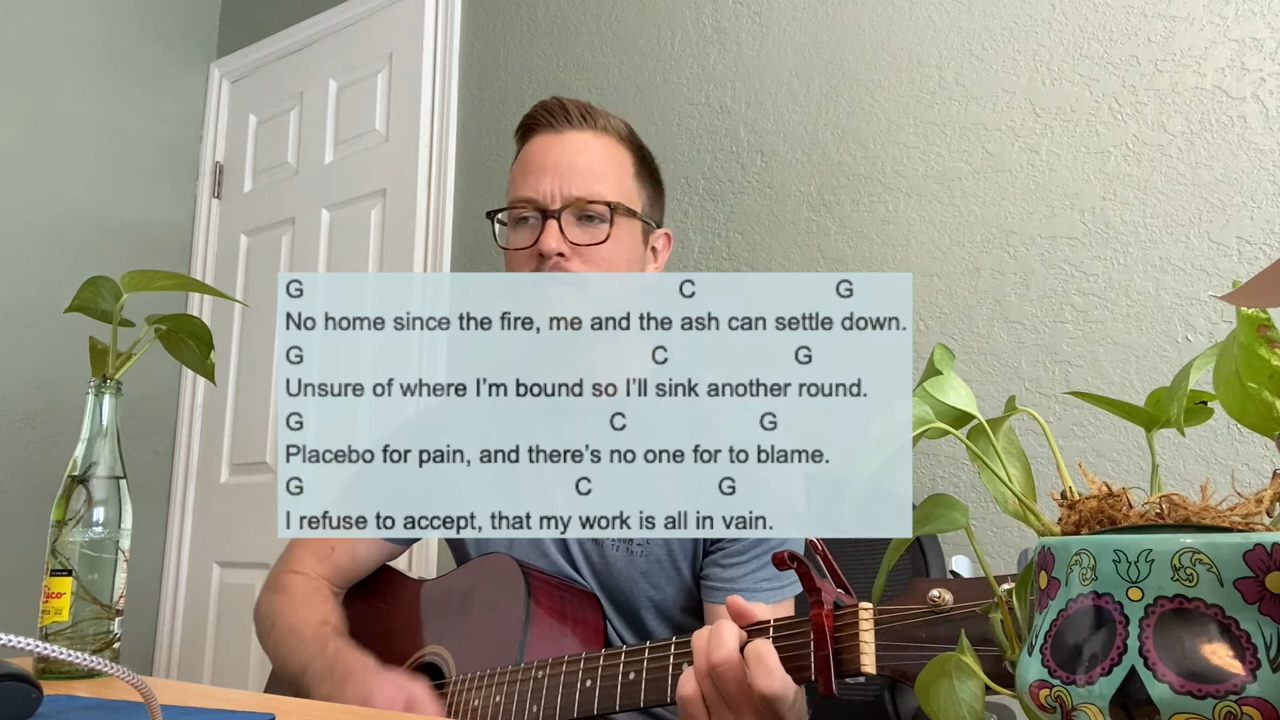 G C G
No home since the fire, me and the ash can settle down.
G C G
Unsure of where I'm bound so I'll sink another round.
G C G
Placebo for pain, and there's no one for to blame.
G C G
I refuse to accept, that my work is all in vain.
TO THIS.